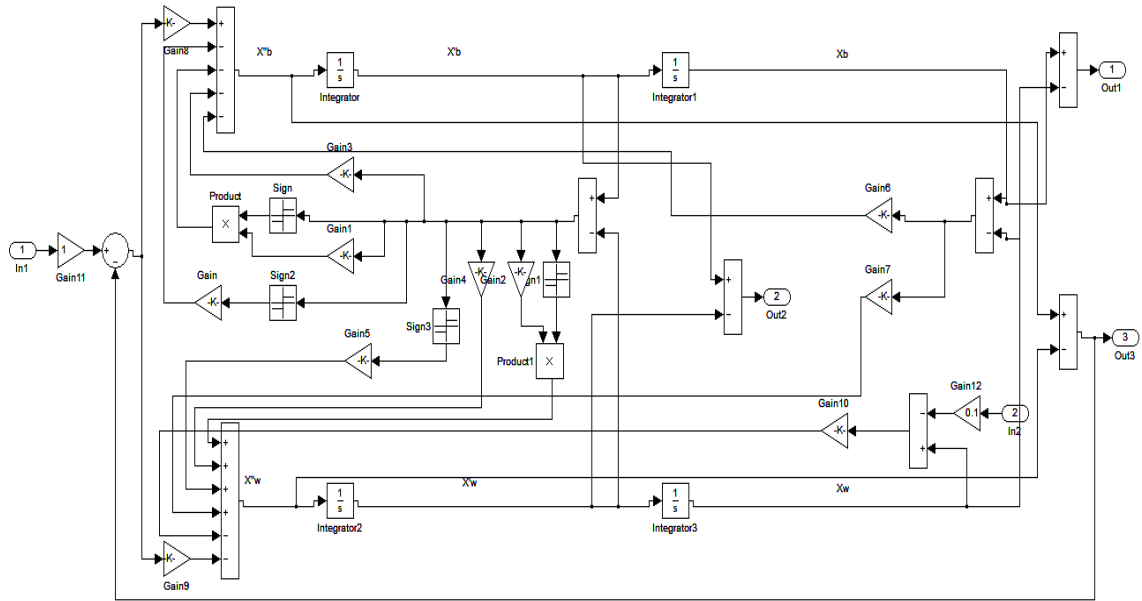 -K-
Gain8
+
−
−
−
−
X''b
1
s
Integrator
X'b
1
s
Integrator1
Xb
+
−
1
Out1
Gain3
-K-
Product
X
Sign
Gain1
-K-
Gain
-K-
Sign2
+
−
Gain6
-K-
+
−
Gain7
-K-
1
In1
1
Gain11
+
−
Gain4
-K-
Gain2
-K-
gn1
Sign3
Gain5
-K-
Product1
X
+
−
2
Out2
+
−
3
Out3
Gain12
0.1
2
In2
Gain10
-K-
−
+
+
+
+
+
−
−
X''w
1
s
Integrator2
X'w
1
s
Integrator3
Xw
-K-
Gain9